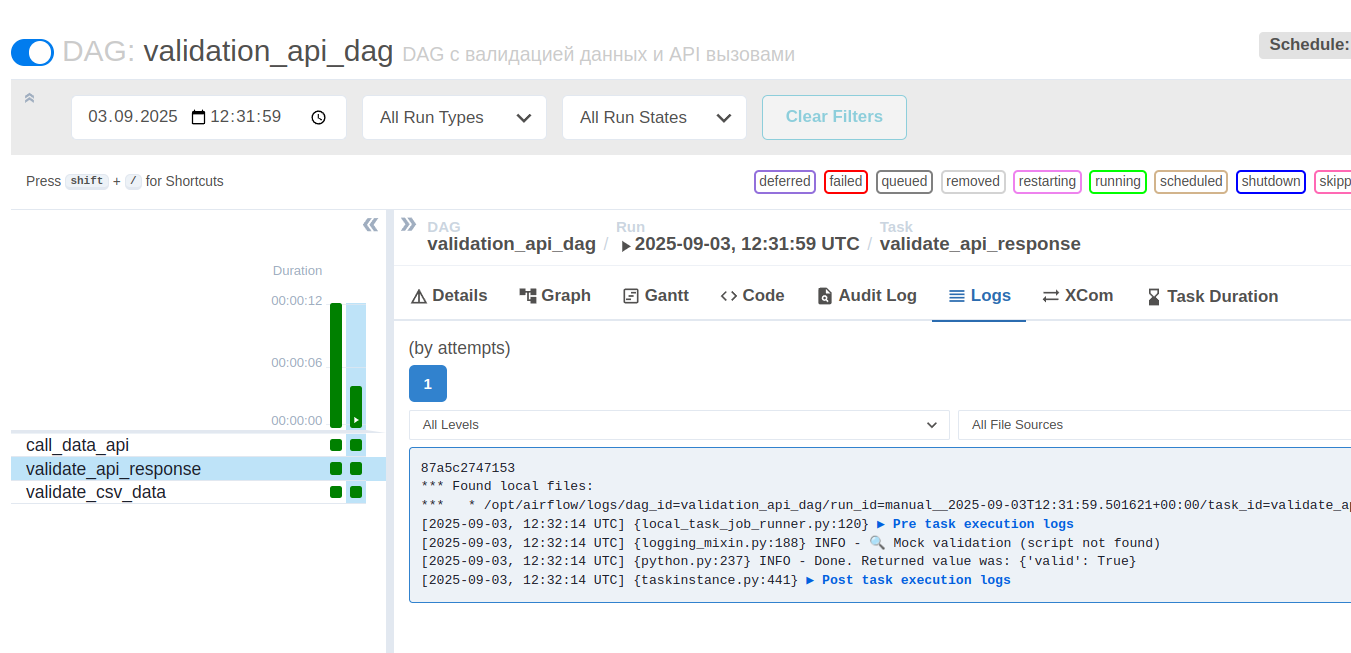 DAG: validation_api_dag DAG с валидацией данных и API вызовами
Schedule:
03.09.2025 12:31:59
All Run Types
All Run States
Clear Filters
Press shift + / for Shortcuts
deferred failed queued removed restarting running scheduled shutdown skipp
DAG
validation_api_dag /
Run
2025-09-03, 12:31:59 UTC /
Task
validate_api_response
Duration
00:00:12
00:00:06
00:00:00
call_data_api
validate_api_response
validate_csv_data
Details Graph Gantt Code Audit Log Logs XCom Task Duration
(by attempts)
1
All Levels
All File Sources
87a5c2747153
*** Found local files:
***   * /opt/airflow/logs/dag_id=validation_api_dag/run_id=manual__2025-09-03T12:31:59.501621+00:00/task_id=validate_ap
[2025-09-03, 12:32:14 UTC] {local_task_job_runner.py:120} ▶ Pre task execution logs
[2025-09-03, 12:32:14 UTC] {logging_mixin.py:188} INFO - 🔍 Mock validation (script not found)
[2025-09-03, 12:32:14 UTC] {python.py:237} INFO - Done. Returned value was: {'valid': True}
[2025-09-03, 12:32:14 UTC] {taskinstance.py:441} ▶ Post task execution logs